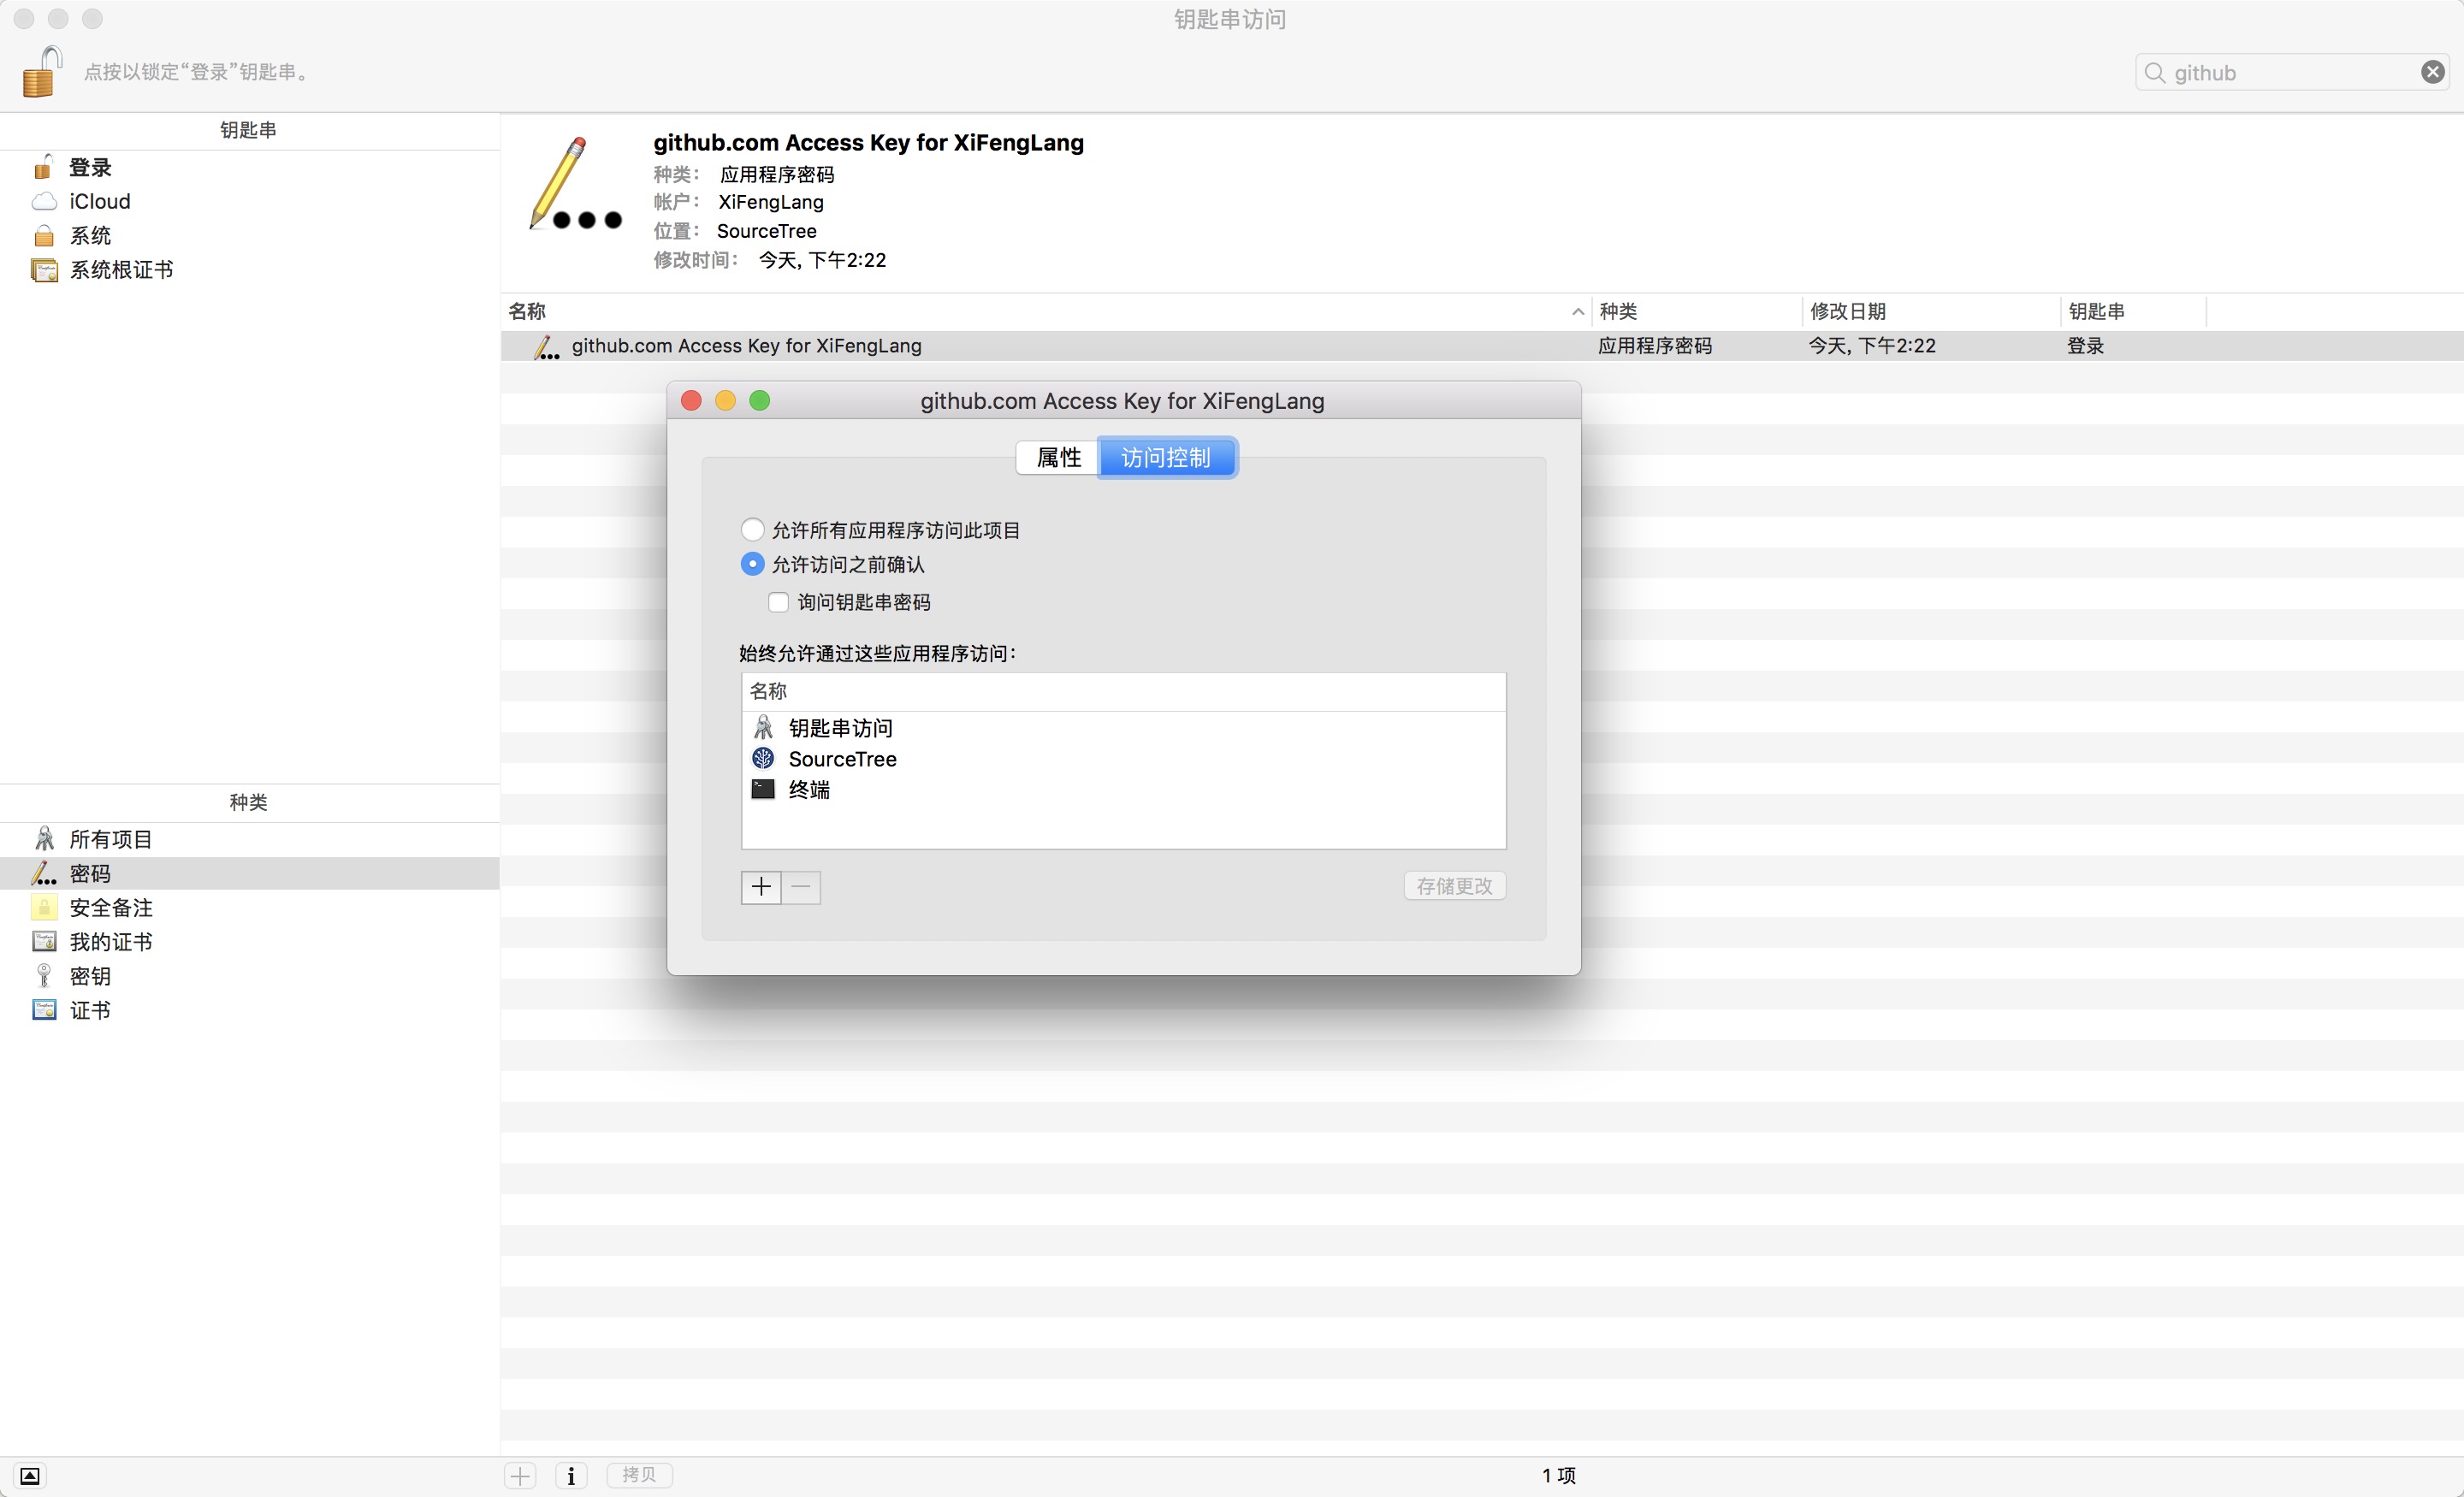 钥匙串访问
点按以锁定“登录”钥匙串。
github
钥匙串
登录
iCloud
系统
系统根证书
github.com Access Key for XiFengLang
种类： 应用程序密码
帐户： XiFengLang
位置： SourceTree
修改时间： 今天, 下午2:22
名称 种类 修改日期 钥匙串
github.com Access Key for XiFengLang 应用程序密码 今天, 下午2:22 登录
github.com Access Key for XiFengLang
属性 访问控制
允许所有应用程序访问此项目
允许访问之前确认
询问钥匙串密码
始终允许通过这些应用程序访问：
名称
钥匙串访问
SourceTree
终端
存储更改
种类
所有项目
密码
安全备注
我的证书
密钥
证书
拷贝
1 项